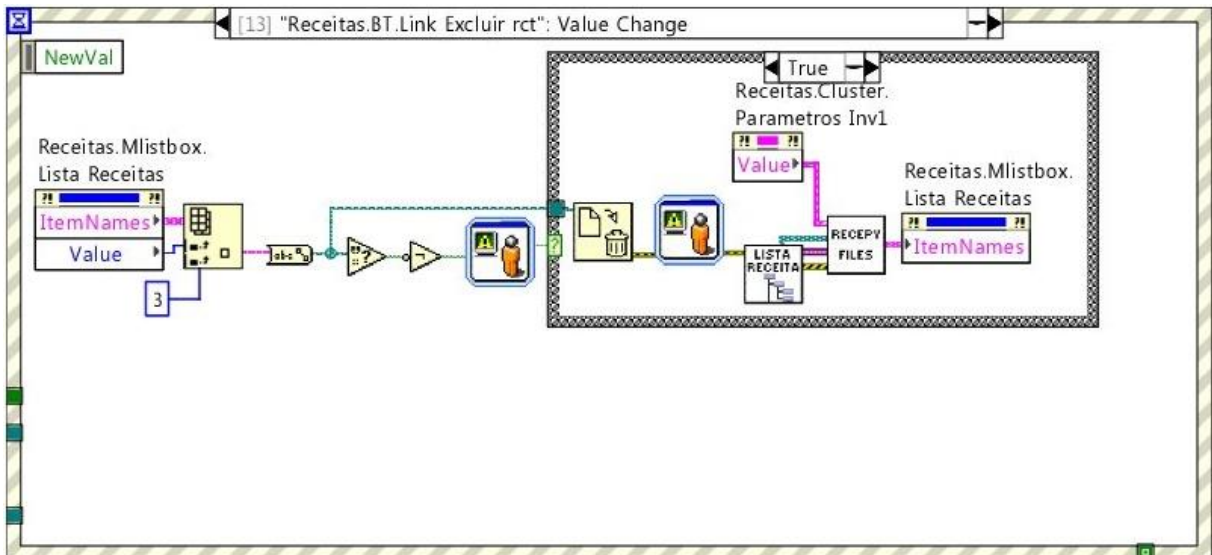 [13] "Receitas.BT.Link Excluir rct": Value Change
NewVal
True
Receitas.Cluster.
Parametros Inv1
Value
Receitas.Mlistbox.
Lista Receitas
ItemNames
Value
3
abc
?
LISTA
RECEITA
RECEPY
FILES
Receitas.Mlistbox.
Lista Receitas
ItemNames
?